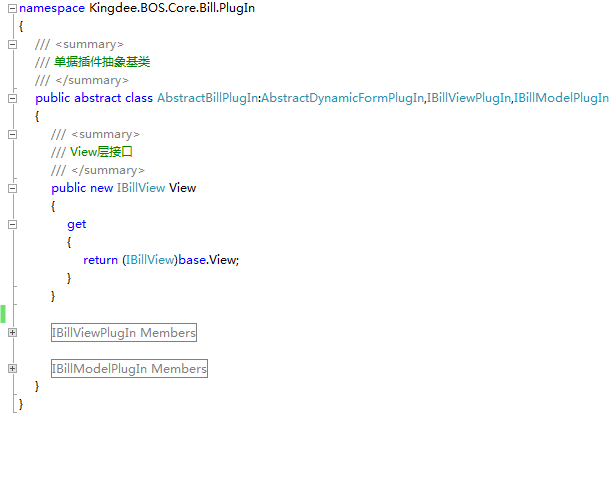 namespace Kingdee.BOS.Core.Bill.PlugIn
{
/// <summary>
/// 单据插件抽象基类
/// </summary>
public abstract class AbstractBillPlugIn:AbstractDynamicFormPlugIn,IBillViewPlugIn,IBillModelPlugIn
{
/// <summary>
/// View层接口
/// </summary>
public new IBillView View
{
get
{
return (IBillView)base.View;
}
}
IBillViewPlugIn Members
IBillModelPlugIn Members
}
}